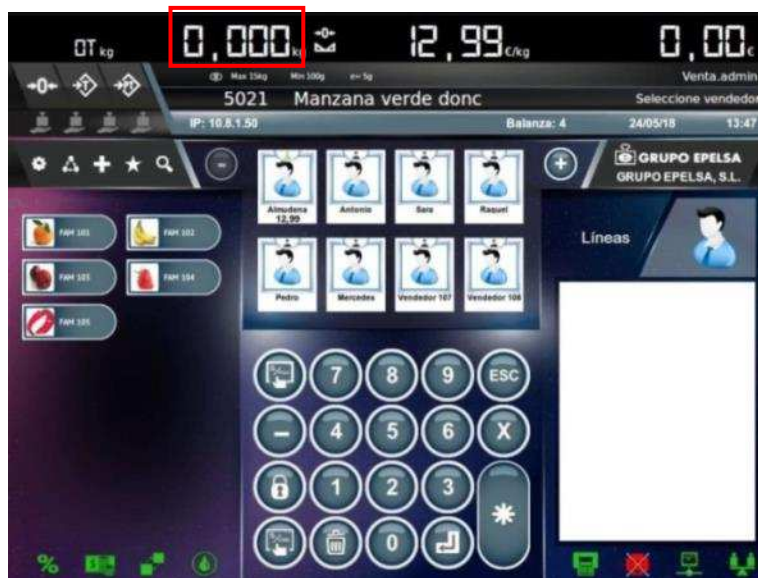 0T kg 0,000 kg →0← 12,99 €/kg 0,00 €
→0← →T← →PT← Max 15kg Min 100g e= 5g Venta.admin
5021 Manzana verde donc Seleccione vendedor
IP: 10.8.1.50 Balanza: 4 24/05/18 13:47
- + GRUPO EPELSA
GRUPO EPELSA, S.L.
Almudena Antonio Sara Raquel
12,99
FAM 101 FAM 102
Líneas
FAM 103 FAM 104
Pedro Mercedes Vendedor 107 Vendedor 108
FAM 105
7 8 9 ESC
- 4 5 6 X
1 2 3
0 *
%